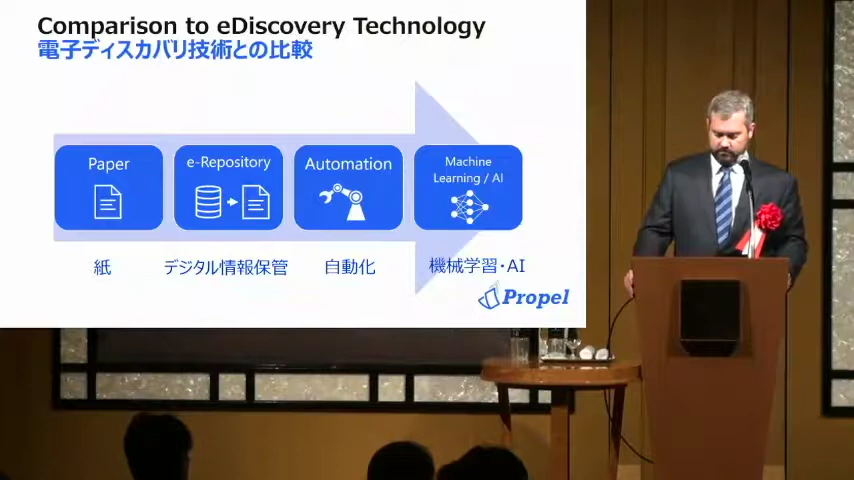 Comparison to eDiscovery Technology
電子ディスカバリ技術との比較
Paper
e-Repository
Automation
Machine
Learning / AI
紙
デジタル情報保管
自動化
機械学習・AI
Propel